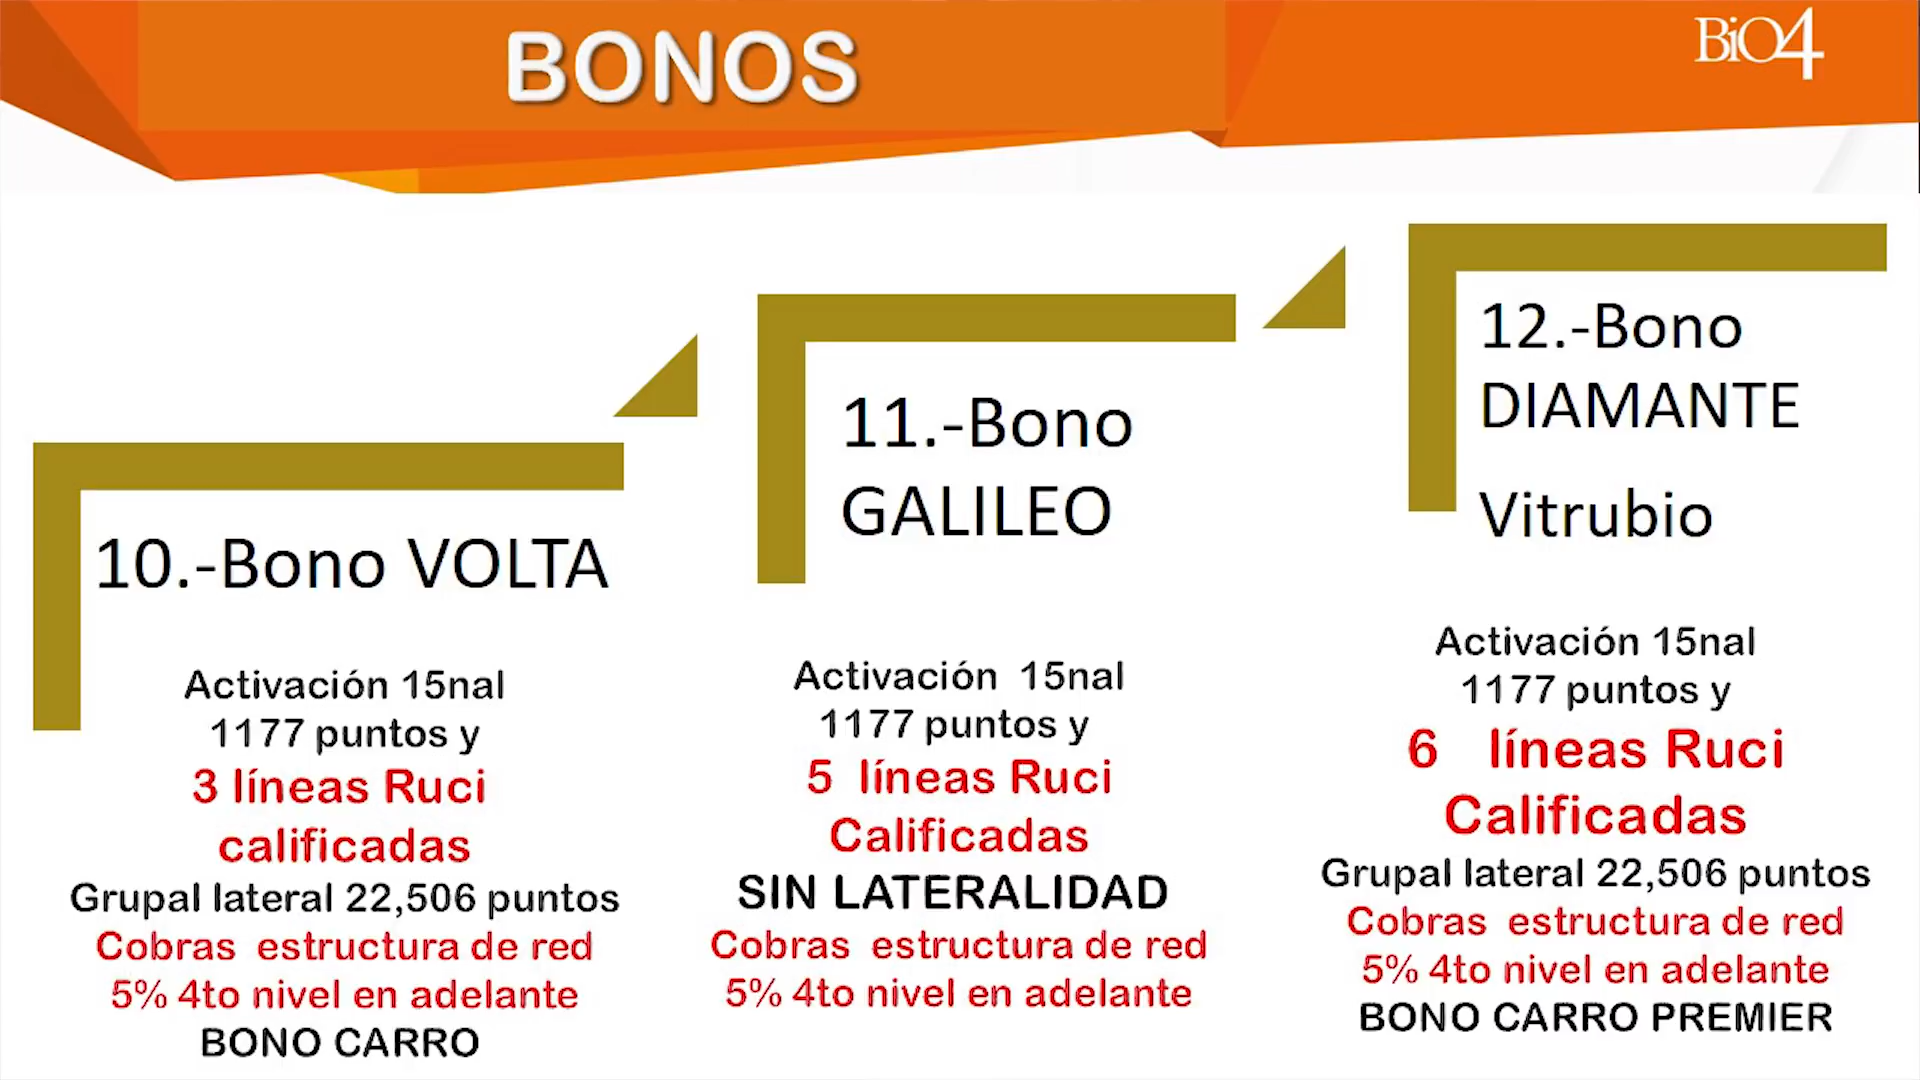 BONOS
BiO4
10.-Bono VOLTA
Activación 15nal
1177 puntos y
3 líneas Ruci
calificadas
Grupal lateral 22,506 puntos
Cobras estructura de red
5% 4to nivel en adelante
BONO CARRO
11.-Bono
GALILEO
Activación 15nal
1177 puntos y
5 líneas Ruci
Calificadas
SIN LATERALIDAD
Cobras estructura de red
5% 4to nivel en adelante
12.-Bono
DIAMANTE
Vitrubio
Activación 15nal
1177 puntos y
6 líneas Ruci
Calificadas
Grupal lateral 22,506 puntos
Cobras estructura de red
5% 4to nivel en adelante
BONO CARRO PREMIER